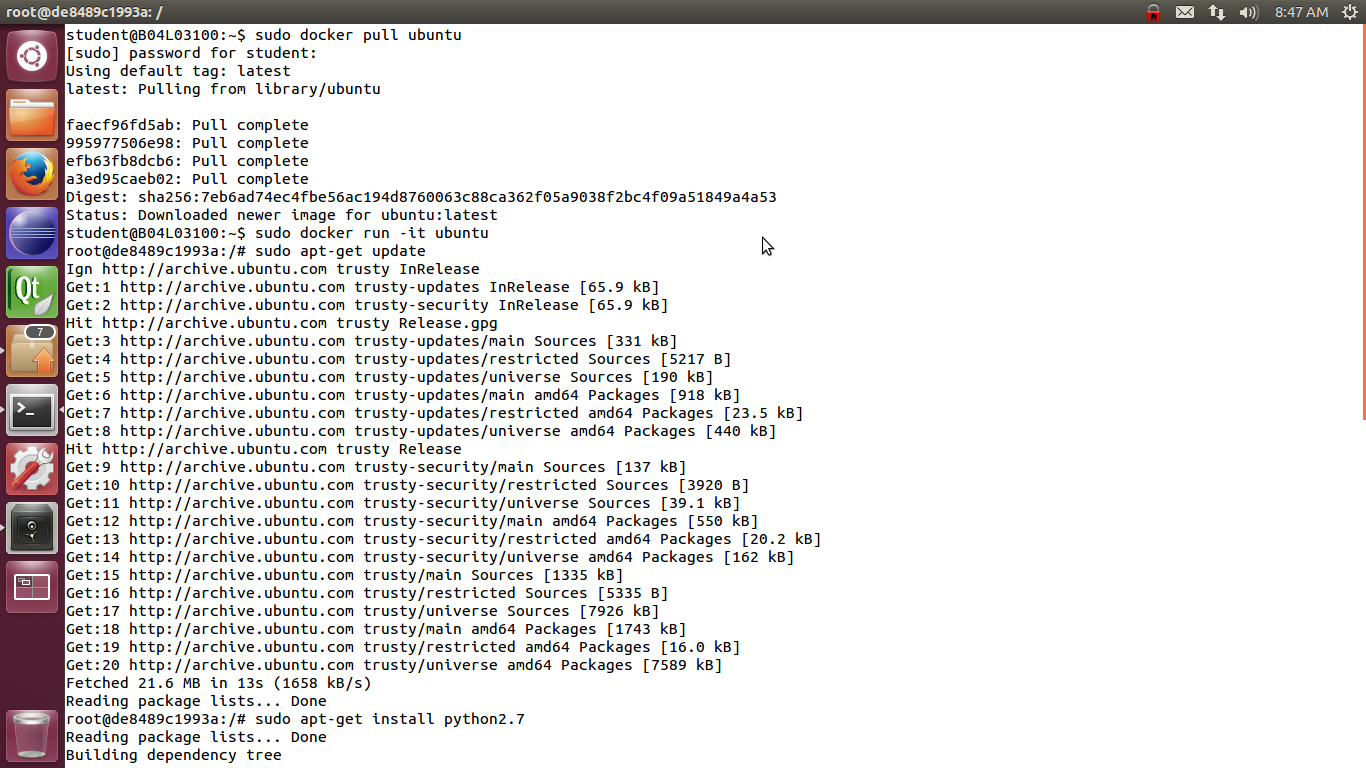 root@de8489c1993a: /
8:47 AM
student@B04L03100:~$ sudo docker pull ubuntu
[sudo] password for student:
Using default tag: latest
latest: Pulling from library/ubuntu
faecf96fd5ab: Pull complete
995977506e98: Pull complete
efb63fb8dcb6: Pull complete
a3ed95caeb02: Pull complete
Digest: sha256:7eb6ad74ec4fbe56ac194d8760063c88ca362f05a9038f2bc4f09a51849a4a53
Status: Downloaded newer image for ubuntu:latest
student@B04L03100:~$ sudo docker run -it ubuntu
root@de8489c1993a:/# sudo apt-get update
Ign http://archive.ubuntu.com trusty InRelease
Get:1 http://archive.ubuntu.com trusty-updates InRelease [65.9 kB]
Get:2 http://archive.ubuntu.com trusty-security InRelease [65.9 kB]
Hit http://archive.ubuntu.com trusty Release.gpg
Get:3 http://archive.ubuntu.com trusty-updates/main Sources [331 kB]
Get:4 http://archive.ubuntu.com trusty-updates/restricted Sources [5217 B]
Get:5 http://archive.ubuntu.com trusty-updates/universe Sources [190 kB]
Get:6 http://archive.ubuntu.com trusty-updates/main amd64 Packages [918 kB]
Get:7 http://archive.ubuntu.com trusty-updates/restricted amd64 Packages [23.5 kB]
Get:8 http://archive.ubuntu.com trusty-updates/universe amd64 Packages [440 kB]
Hit http://archive.ubuntu.com trusty Release
Get:9 http://archive.ubuntu.com trusty-security/main Sources [137 kB]
Get:10 http://archive.ubuntu.com trusty-security/restricted Sources [3920 B]
Get:11 http://archive.ubuntu.com trusty-security/universe Sources [39.1 kB]
Get:12 http://archive.ubuntu.com trusty-security/main amd64 Packages [550 kB]
Get:13 http://archive.ubuntu.com trusty-security/restricted amd64 Packages [20.2 kB]
Get:14 http://archive.ubuntu.com trusty-security/universe amd64 Packages [162 kB]
Get:15 http://archive.ubuntu.com trusty/main Sources [1335 kB]
Get:16 http://archive.ubuntu.com trusty/restricted Sources [5335 B]
Get:17 http://archive.ubuntu.com trusty/universe Sources [7926 kB]
Get:18 http://archive.ubuntu.com trusty/main amd64 Packages [1743 kB]
Get:19 http://archive.ubuntu.com trusty/restricted amd64 Packages [16.0 kB]
Get:20 http://archive.ubuntu.com trusty/universe amd64 Packages [7589 kB]
Fetched 21.6 MB in 13s (1658 kB/s)
Reading package lists... Done
root@de8489c1993a:/# sudo apt-get install python2.7
Reading package lists... Done
Building dependency tree
Qt
7
>_